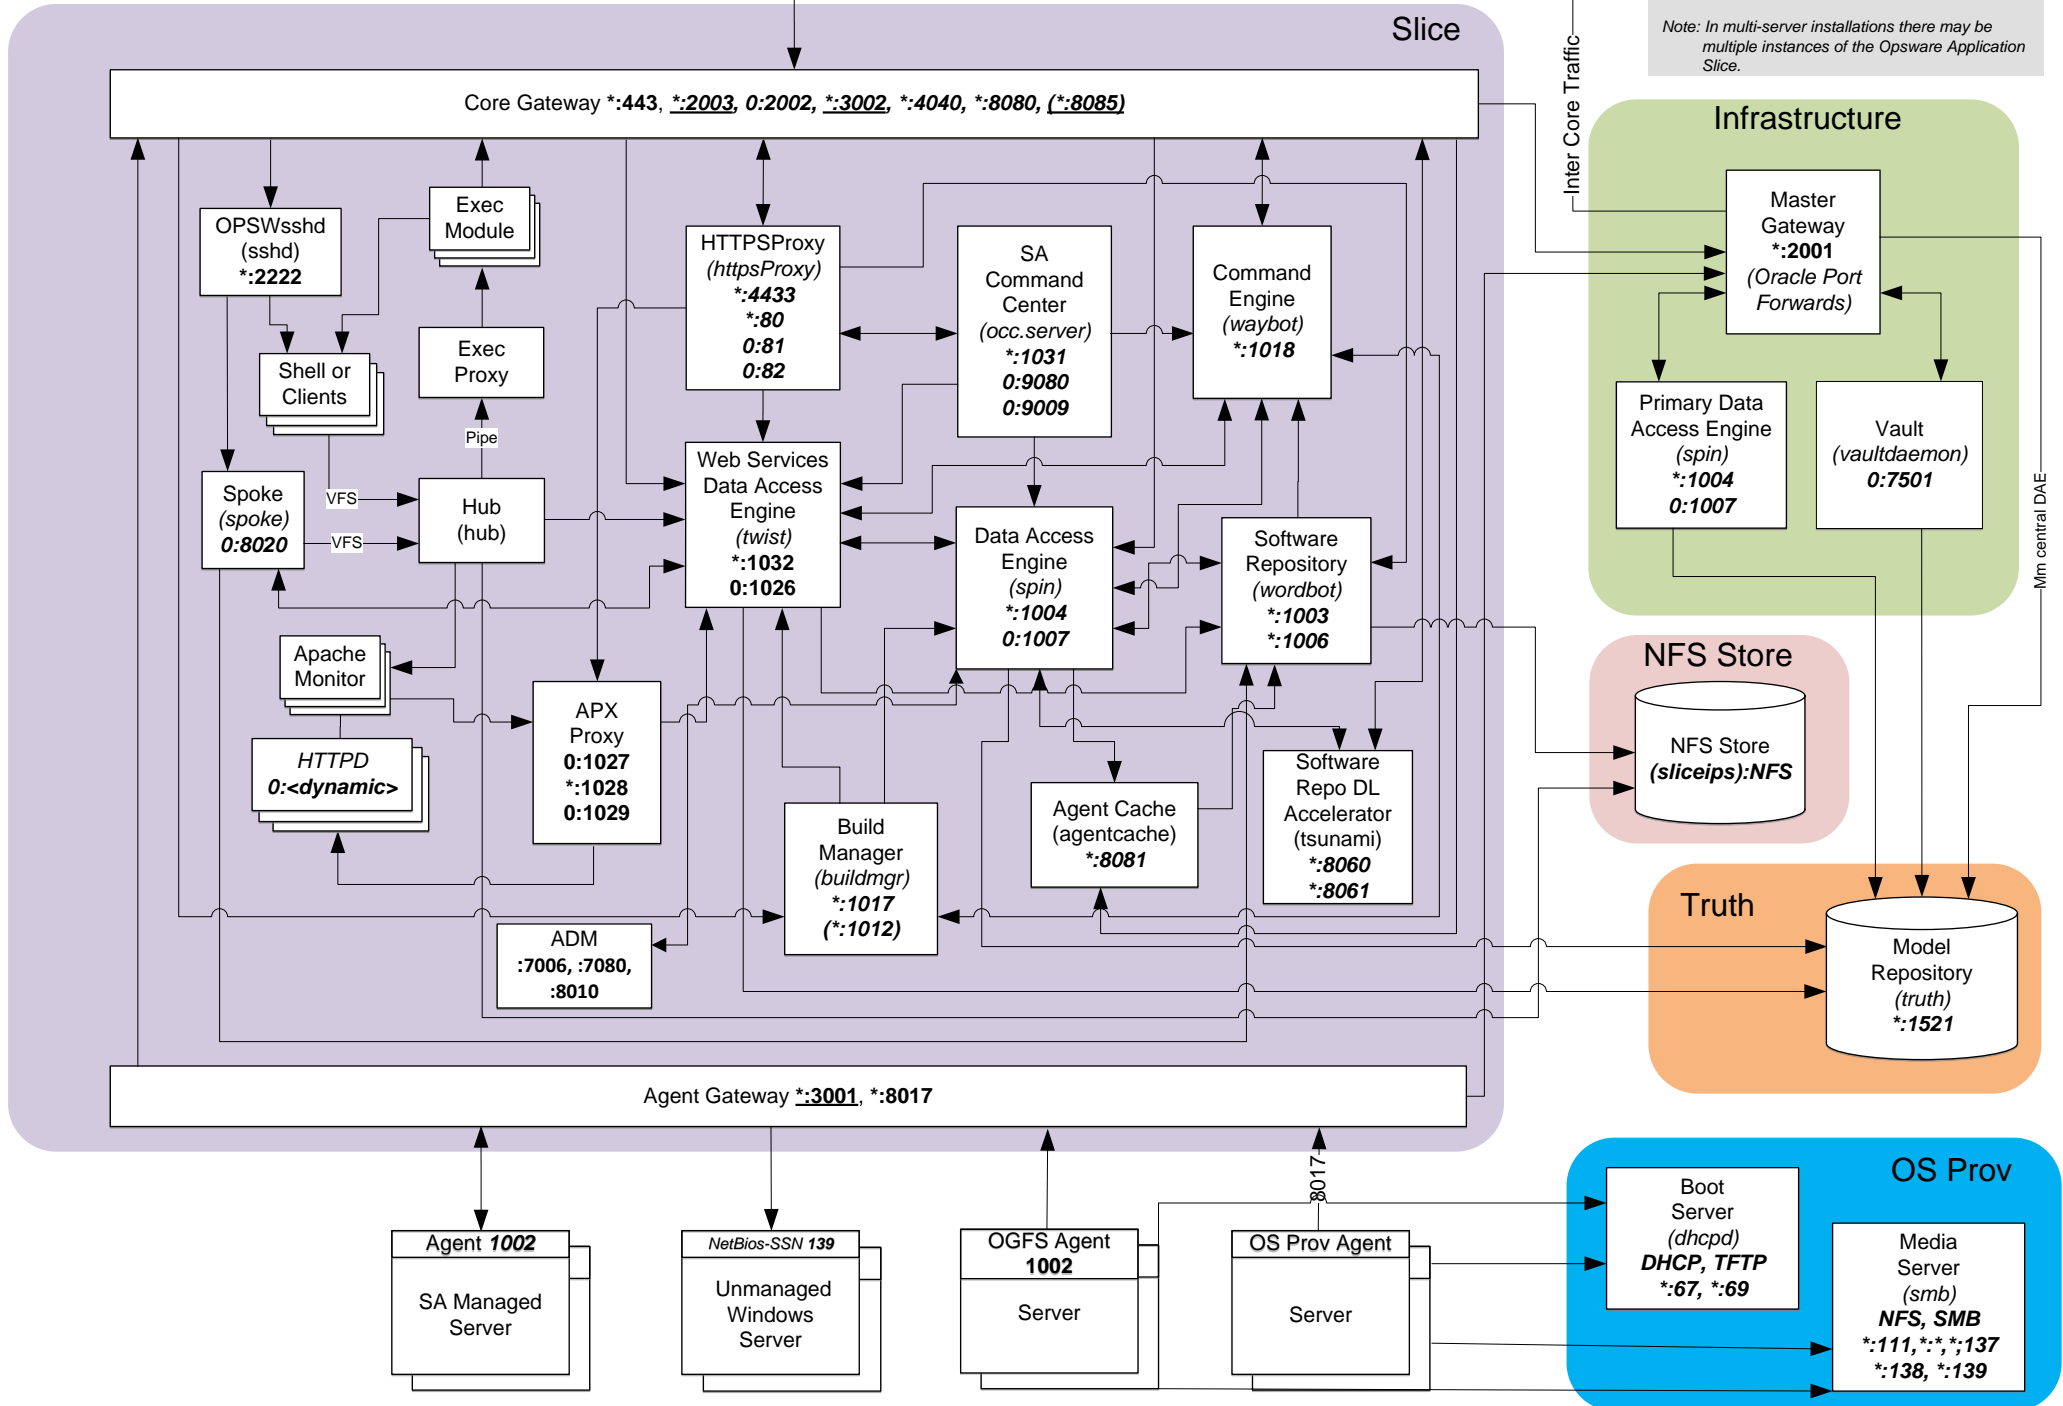 Slice
Note: In multi-server installations there may be
multiple instances of the Opsware Application
Slice.
Inter Core Traffic
Core Gateway *:443, *:2003, 0:2002, *:3002, *:4040, *:8080, (*:8085)
Infrastructure
OPSWsshd
(sshd)
*:2222
Exec
Module
HTTPSProxy
(httpsProxy)
*:4433
*:80
0:81
0:82
SA
Command
Center
(occ.server)
*:1031
0:9080
0:9009
Command
Engine
(waybot)
*:1018
Master
Gateway
*:2001
(Oracle Port
Forwards)
Shell or
Clients
Exec
Proxy
Pipe
Primary Data
Access Engine
(spin)
*:1004
0:1007
Vault
(vaultdaemon)
0:7501
Mm central DAE
Spoke
(spoke)
0:8020
VFS
VFS
Hub
(hub)
Web Services
Data Access
Engine
(twist)
*:1032
0:1026
Data Access
Engine
(spin)
*:1004
0:1007
Software
Repository
(wordbot)
*:1003
*:1006
Apache
Monitor
HTTPD
0:<dynamic>
APX
Proxy
0:1027
*:1028
0:1029
NFS Store
NFS Store
(sliceips):NFS
Build
Manager
(buildmgr)
*:1017
(*:1012)
Agent Cache
(agentcache)
*:8081
Software
Repo DL
Accelerator
(tsunami)
*:8060
*:8061
ADM
:7006, :7080,
:8010
Truth
Model
Repository
(truth)
*:1521
Agent Gateway *:3001, *:8017
8017
OS Prov
Boot
Server
(dhcpd)
DHCP, TFTP
*:67, *:69
Media
Server
(smb)
NFS, SMB
*:111,*:*,*;137
*:138, *:139
Agent 1002
SA Managed
Server
NetBios-SSN 139
Unmanaged
Windows
Server
OGFS Agent
1002
Server
OS Prov Agent
Server